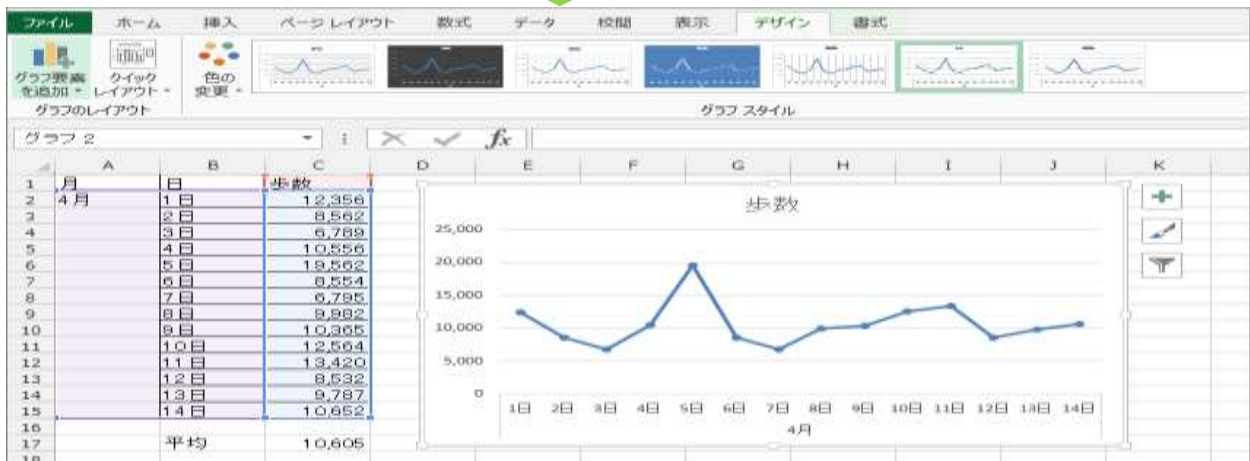 ファイル ホーム 挿入 ページ レイアウト 数式 データ 校閲 表示 デザイン 書式
グラフ要素を追加 クイックレイアウト 色の変更
グラフのレイアウト グラフ スタイル
グラフ 2 fx
A B C D E F G H I J K
1 月 日 歩数
2 4月 1日 12,356
3 2日 8,562
4 3日 6,789
5 4日 10,556
6 5日 19,562
7 6日 8,554
8 7日 6,795
9 8日 9,982
10 9日 10,365
11 10日 12,564
12 11日 13,420
13 12日 8,532
14 13日 9,787
15 14日 10,652
16
17 平均 10,605
18
歩数
25,000
20,000
15,000
10,000
5,000
0
1日 2日 3日 4日 5日 6日 7日 8日 9日 10日 11日 12日 13日 14日
4月